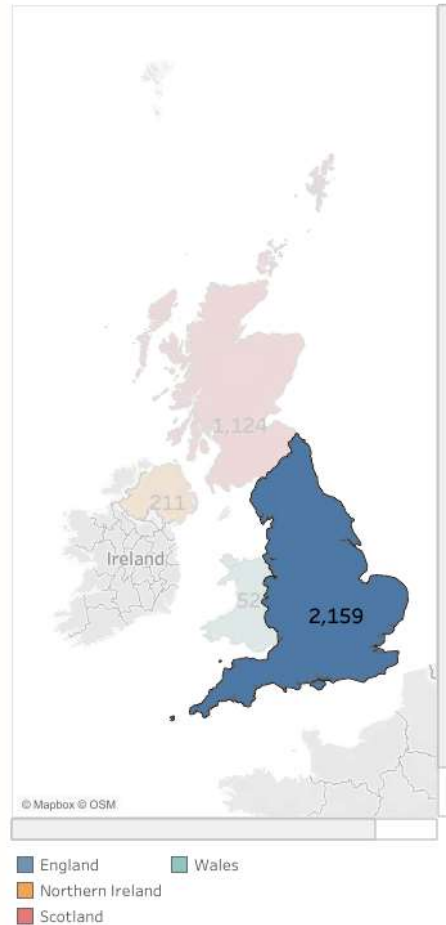 1,124
211
Ireland
2,159
© Mapbox © OSM
England
Wales
Northern Ireland
Scotland